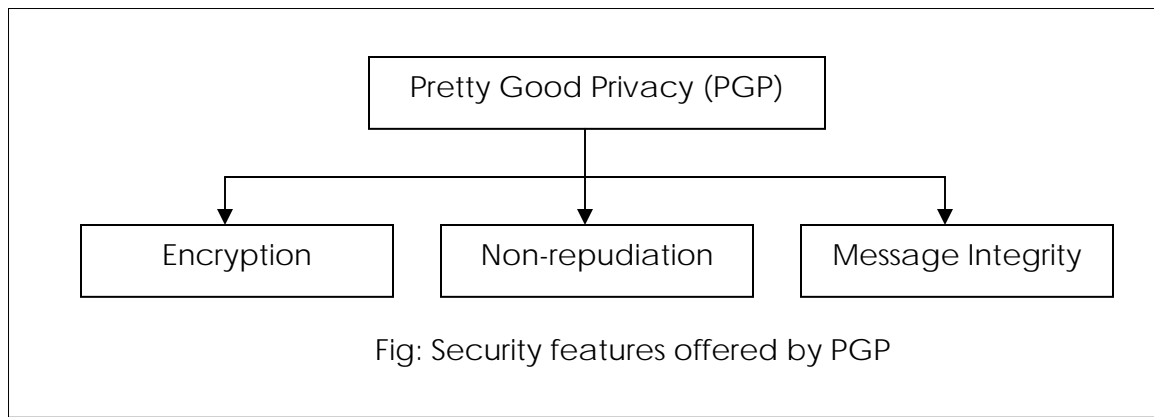 Pretty Good Privacy (PGP)
Encryption
Non-repudiation
Message Integrity
Fig: Security features offered by PGP